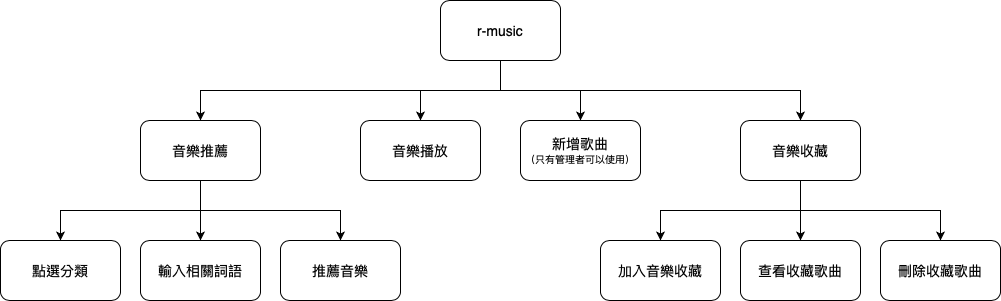 r-music
音樂推薦
音樂播放
新增歌曲
(只有管理者可以使用)
音樂收藏
點選分類
輸入相關詞語
推薦音樂
加入音樂收藏
查看收藏歌曲
刪除收藏歌曲